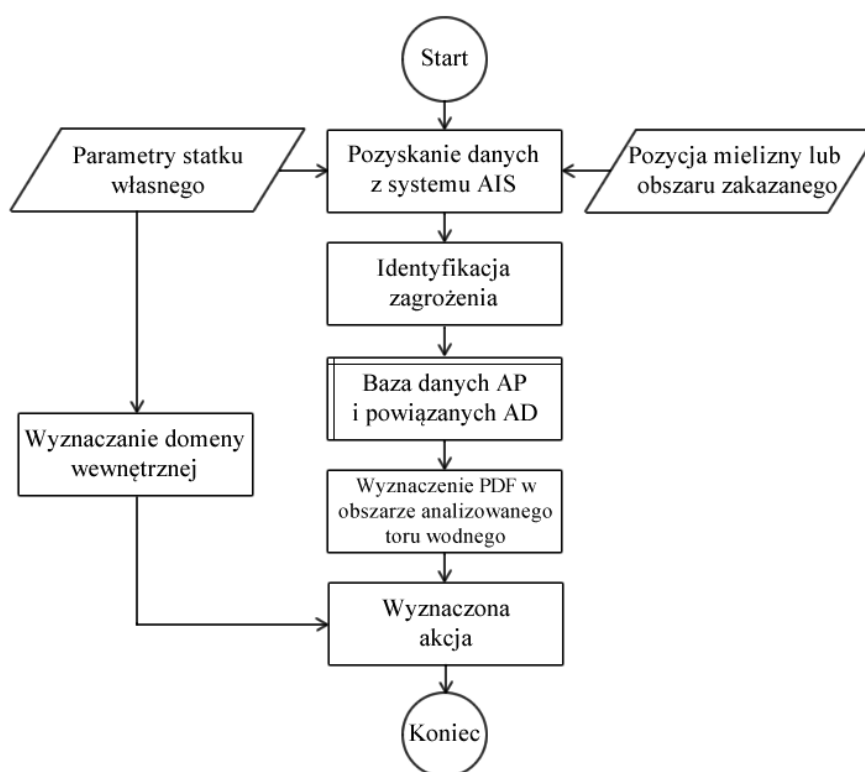 Start
Parametry statku
własnego
Pozyskanie danych
z systemu AIS
Pozycja mielizny lub
obszaru zakazanego
Identyfikacja
zagrożenia
Baza danych AP
i powiązanych AD
Wyznaczanie domeny
wewnętrznej
Wyznaczenie PDF w
obszarze analizowanego
toru wodnego
Wyznaczona
akcja
Koniec